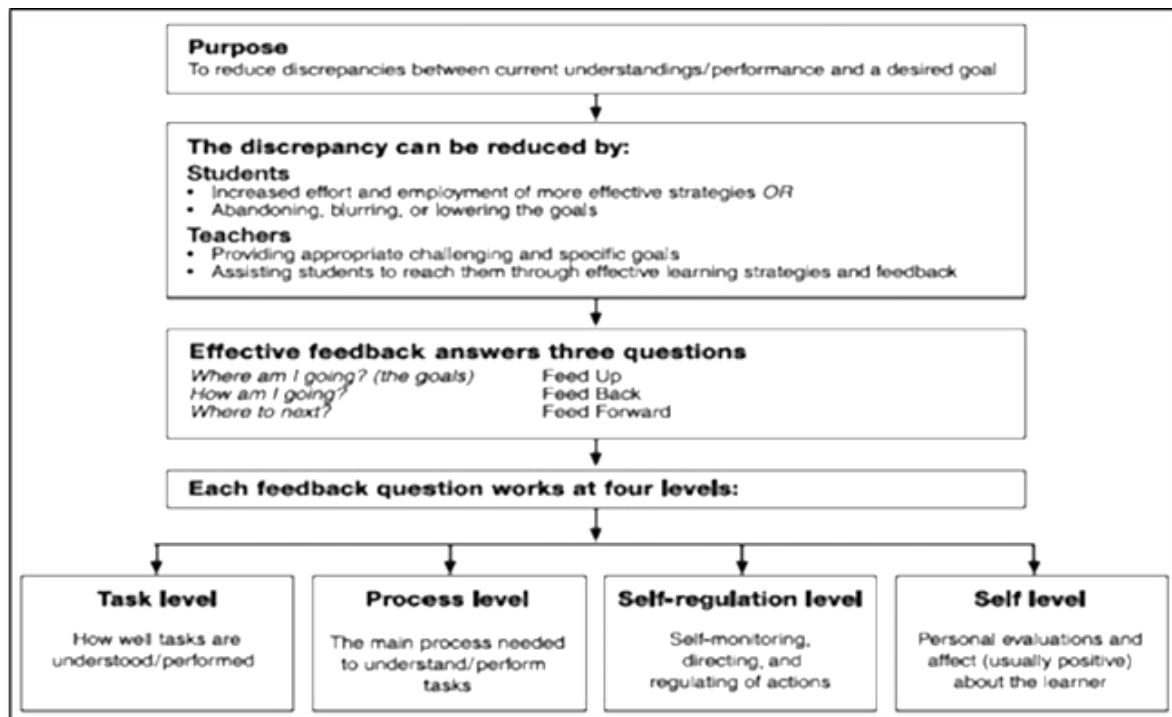 Purpose
To reduce discrepancies between current understandings/performance and a desired goal
The discrepancy can be reduced by:
Students
• Increased effort and employment of more effective strategies OR
• Abandoning, blurring, or lowering the goals
Teachers
• Providing appropriate challenging and specific goals
• Assisting students to reach them through effective learning strategies and feedback
Effective feedback answers three questions
Where am I going? (the goals) Feed Up
How am I going? Feed Back
Where to next? Feed Forward
Each feedback question works at four levels:
Task level
How well tasks are
understood/performed
Process level
The main process needed
to understand/perform
tasks
Self-regulation level
Self-monitoring,
directing, and
regulating of actions
Self level
Personal evaluations and
affect (usually positive)
about the learner